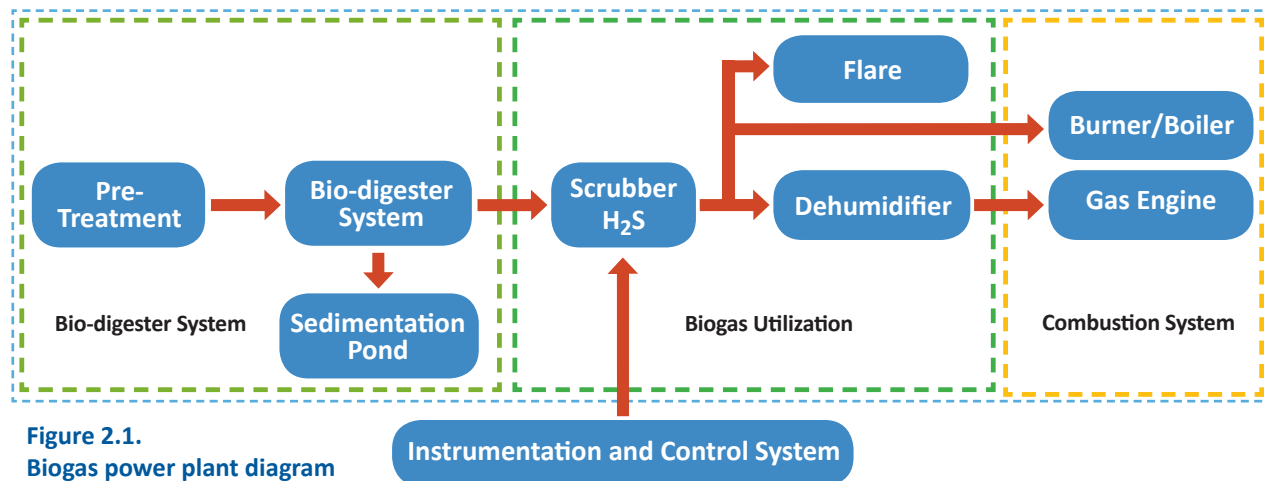 Flare
Burner/Boiler
Pre-
Treatment
Bio-digester
System
Scrubber
H₂S
Dehumidifier
Gas Engine
Bio-digester System
Sedimentation
Pond
Biogas Utilization
Combustion System
Figure 2.1.
Biogas power plant diagram
Instrumentation and Control System